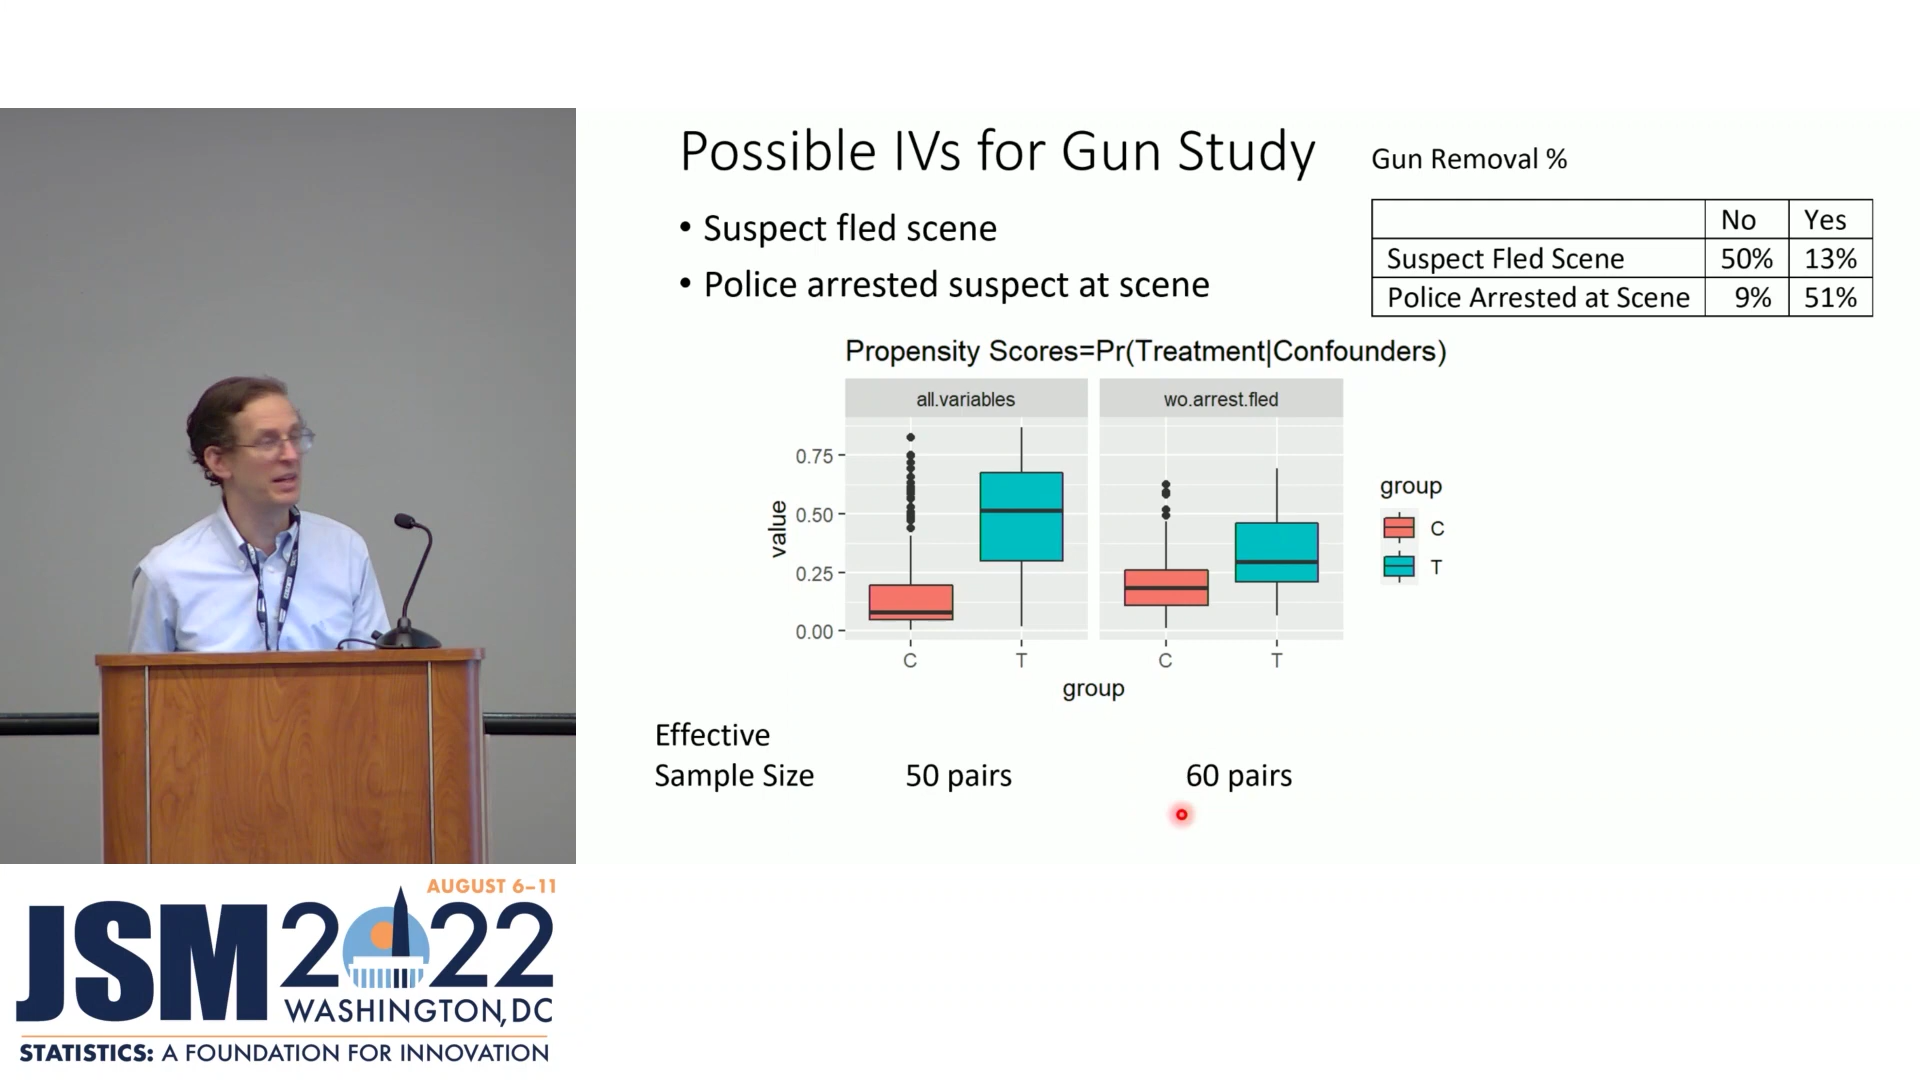 Possible IVs for Gun Study
• Suspect fled scene
• Police arrested suspect at scene
Gun Removal %
No Yes
Suspect Fled Scene 50% 13%
Police Arrested at Scene 9% 51%
Propensity Scores=Pr(Treatment|Confounders)
all.variables wo.arrest.fled
value
0.75
0.50
0.25
0.00
C T C T
group
group
C
T
Effective
Sample Size 50 pairs 60 pairs
AUGUST 6–11
JSM 2022
WASHINGTON, DC
STATISTICS: A FOUNDATION FOR INNOVATION